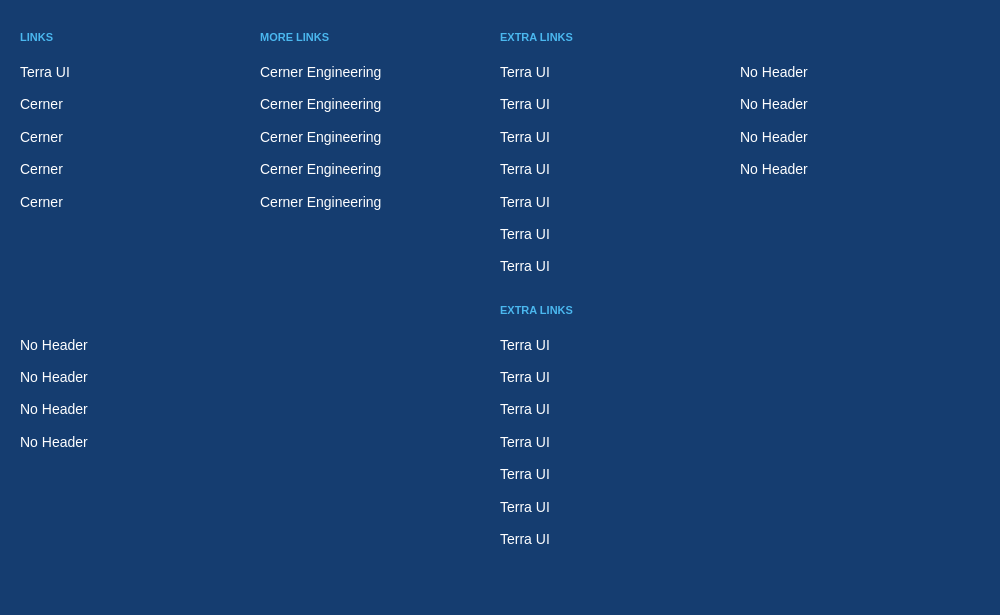 LINKS
Terra UI
Cerner
Cerner
Cerner
Cerner
MORE LINKS
Cerner Engineering
Cerner Engineering
Cerner Engineering
Cerner Engineering
Cerner Engineering
EXTRA LINKS
Terra UI
Terra UI
Terra UI
Terra UI
Terra UI
Terra UI
Terra UI
No Header
No Header
No Header
No Header
No Header
No Header
No Header
No Header
EXTRA LINKS
Terra UI
Terra UI
Terra UI
Terra UI
Terra UI
Terra UI
Terra UI